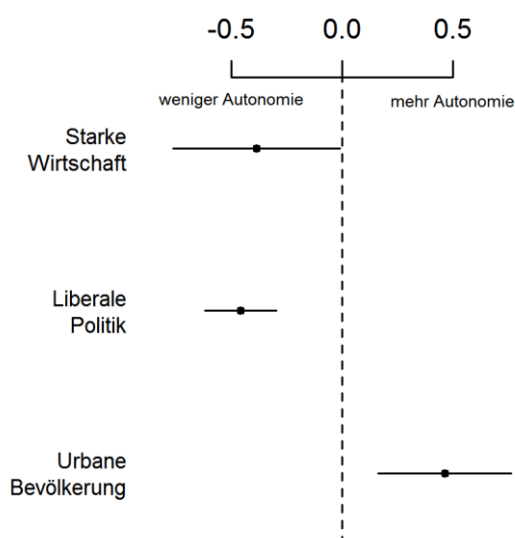 -0.5 0.0 0.5
weniger Autonomie mehr Autonomie
Starke
Wirtschaft
Liberale
Politik
Urbane
Bevölkerung